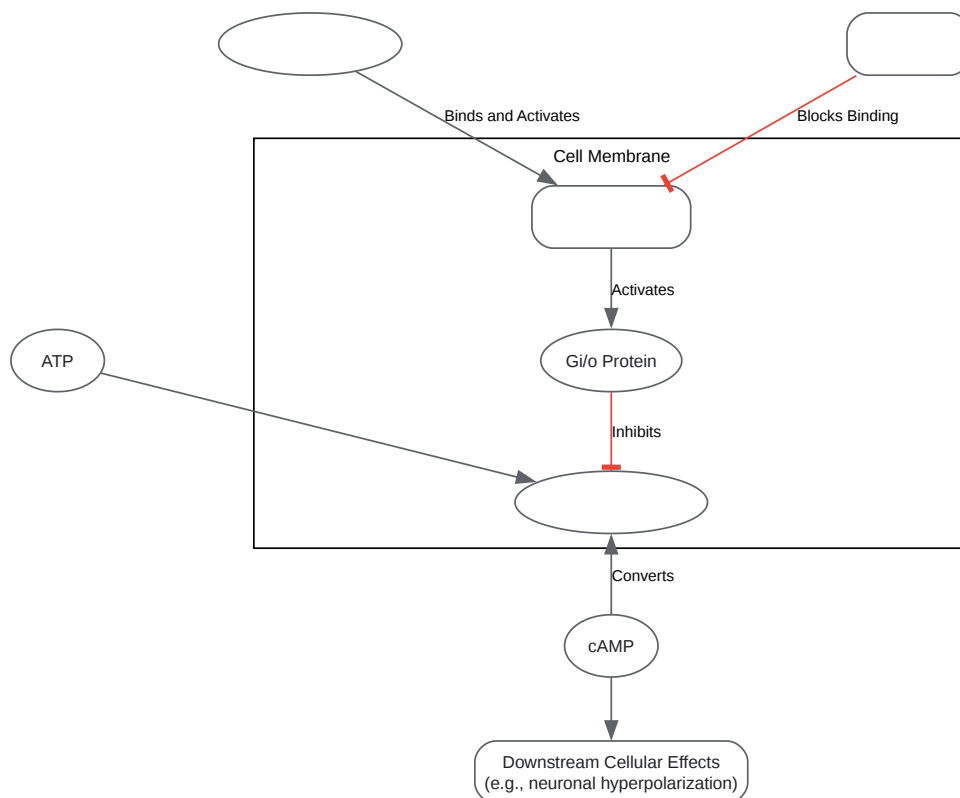 Binds and Activates
Blocks Binding
Cell Membrane
Activates
ATP
Gi/o Protein
Inhibits
Converts
cAMP
Downstream Cellular Effects
(e.g., neuronal hyperpolarization)